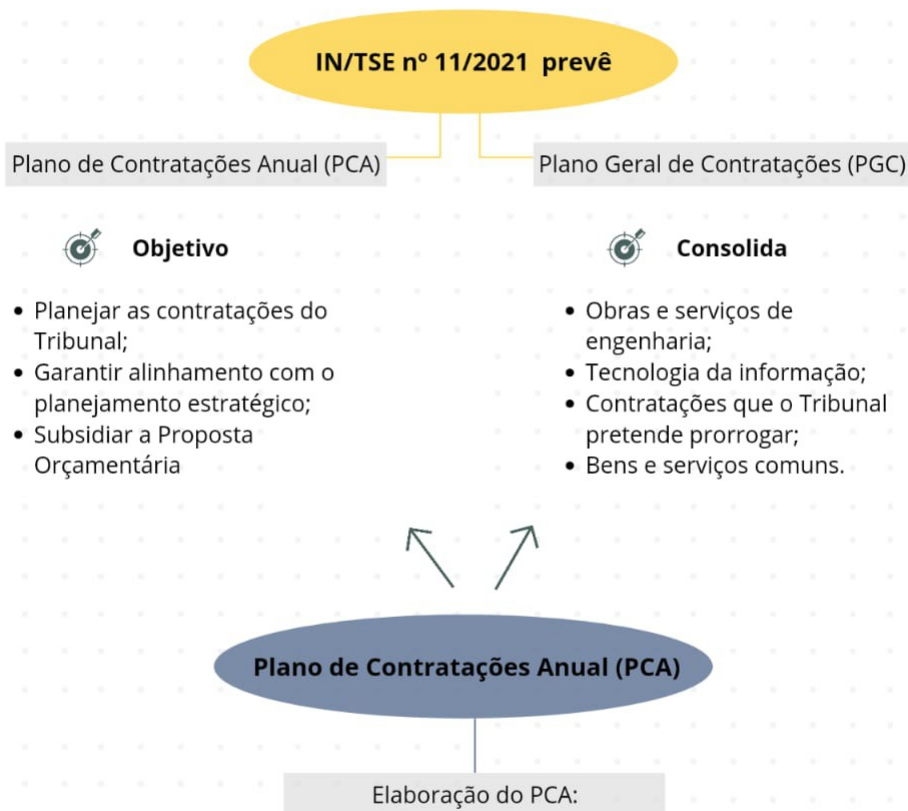 IN/TSE nº 11/2021 prevê
Plano de Contratações Anual (PCA)
Plano Geral de Contratações (PGC)
Objetivo
• Planejar as contratações do
Tribunal;
• Garantir alinhamento com o
planejamento estratégico;
• Subsidiar a Proposta
Orçamentária
Consolida
• Obras e serviços de
engenharia;
• Tecnologia da informação;
• Contratações que o Tribunal
pretende prorrogar;
• Bens e serviços comuns.
Plano de Contratações Anual (PCA)
Elaboração do PCA: